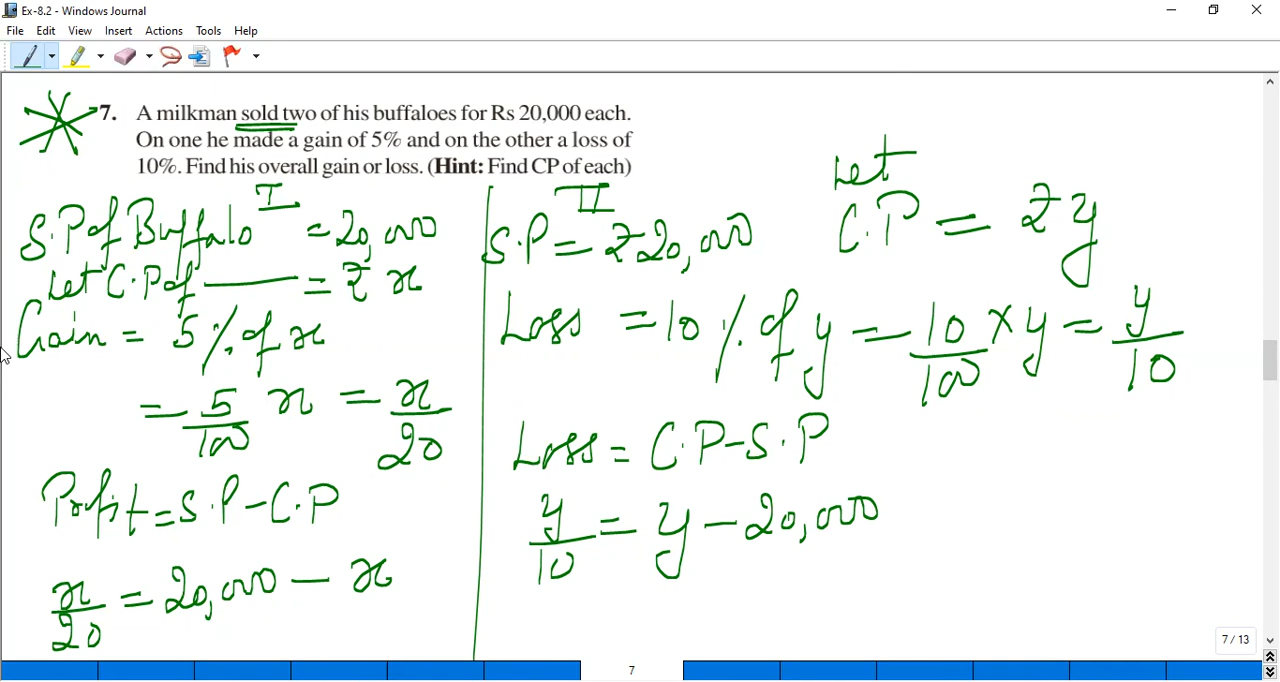 Ex-8.2 - Windows Journal
File Edit View Insert Actions Tools Help
7. A milkman sold two of his buffaloes for Rs 20,000 each.
On one he made a gain of 5% and on the other a loss of
10%. Find his overall gain or loss. (Hint: Find CP of each)
S.P of Buffalo I = 20,000
Let C.P of —— = ₹ x
Gain = 5 % of x
= 5/100 x = x/20
Profit = S.P - C.P
x/20 = 20,000 - x
II
S.P = ₹20,000
Let
C.P = ₹ y
Loss = 10 % of y = 10/100 × y = y/10
Loss = C.P - S.P
y/10 = y - 20,000
7 / 13
7